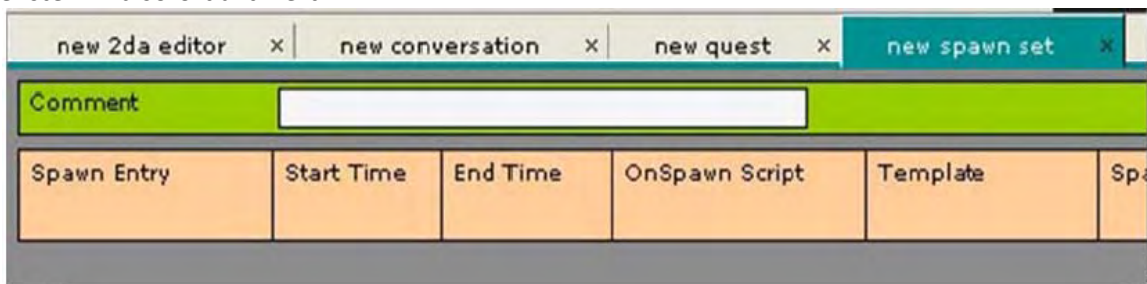 new 2da editor × new conversation × new quest × new spawn set ×
Comment
Spawn Entry Start Time End Time OnSpawn Script Template